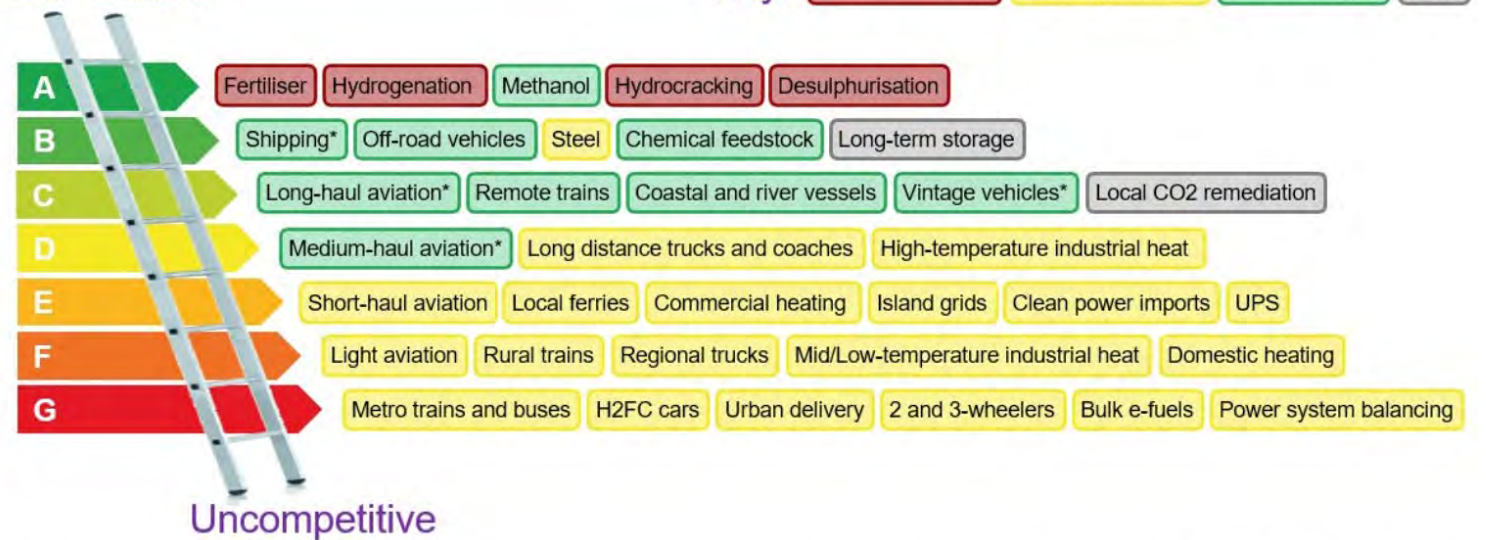 A Fertiliser Hydrogenation Methanol Hydrocracking Desulphurisation
B Shipping* Off-road vehicles Steel Chemical feedstock Long-term storage
C Long-haul aviation* Remote trains Coastal and river vessels Vintage vehicles* Local CO2 remediation
D Medium-haul aviation* Long distance trucks and coaches High-temperature industrial heat
E Short-haul aviation Local ferries Commercial heating Island grids Clean power imports UPS
F Light aviation Rural trains Regional trucks Mid/Low-temperature industrial heat Domestic heating
G Metro trains and buses H2FC cars Urban delivery 2 and 3-wheelers Bulk e-fuels Power system balancing
Uncompetitive